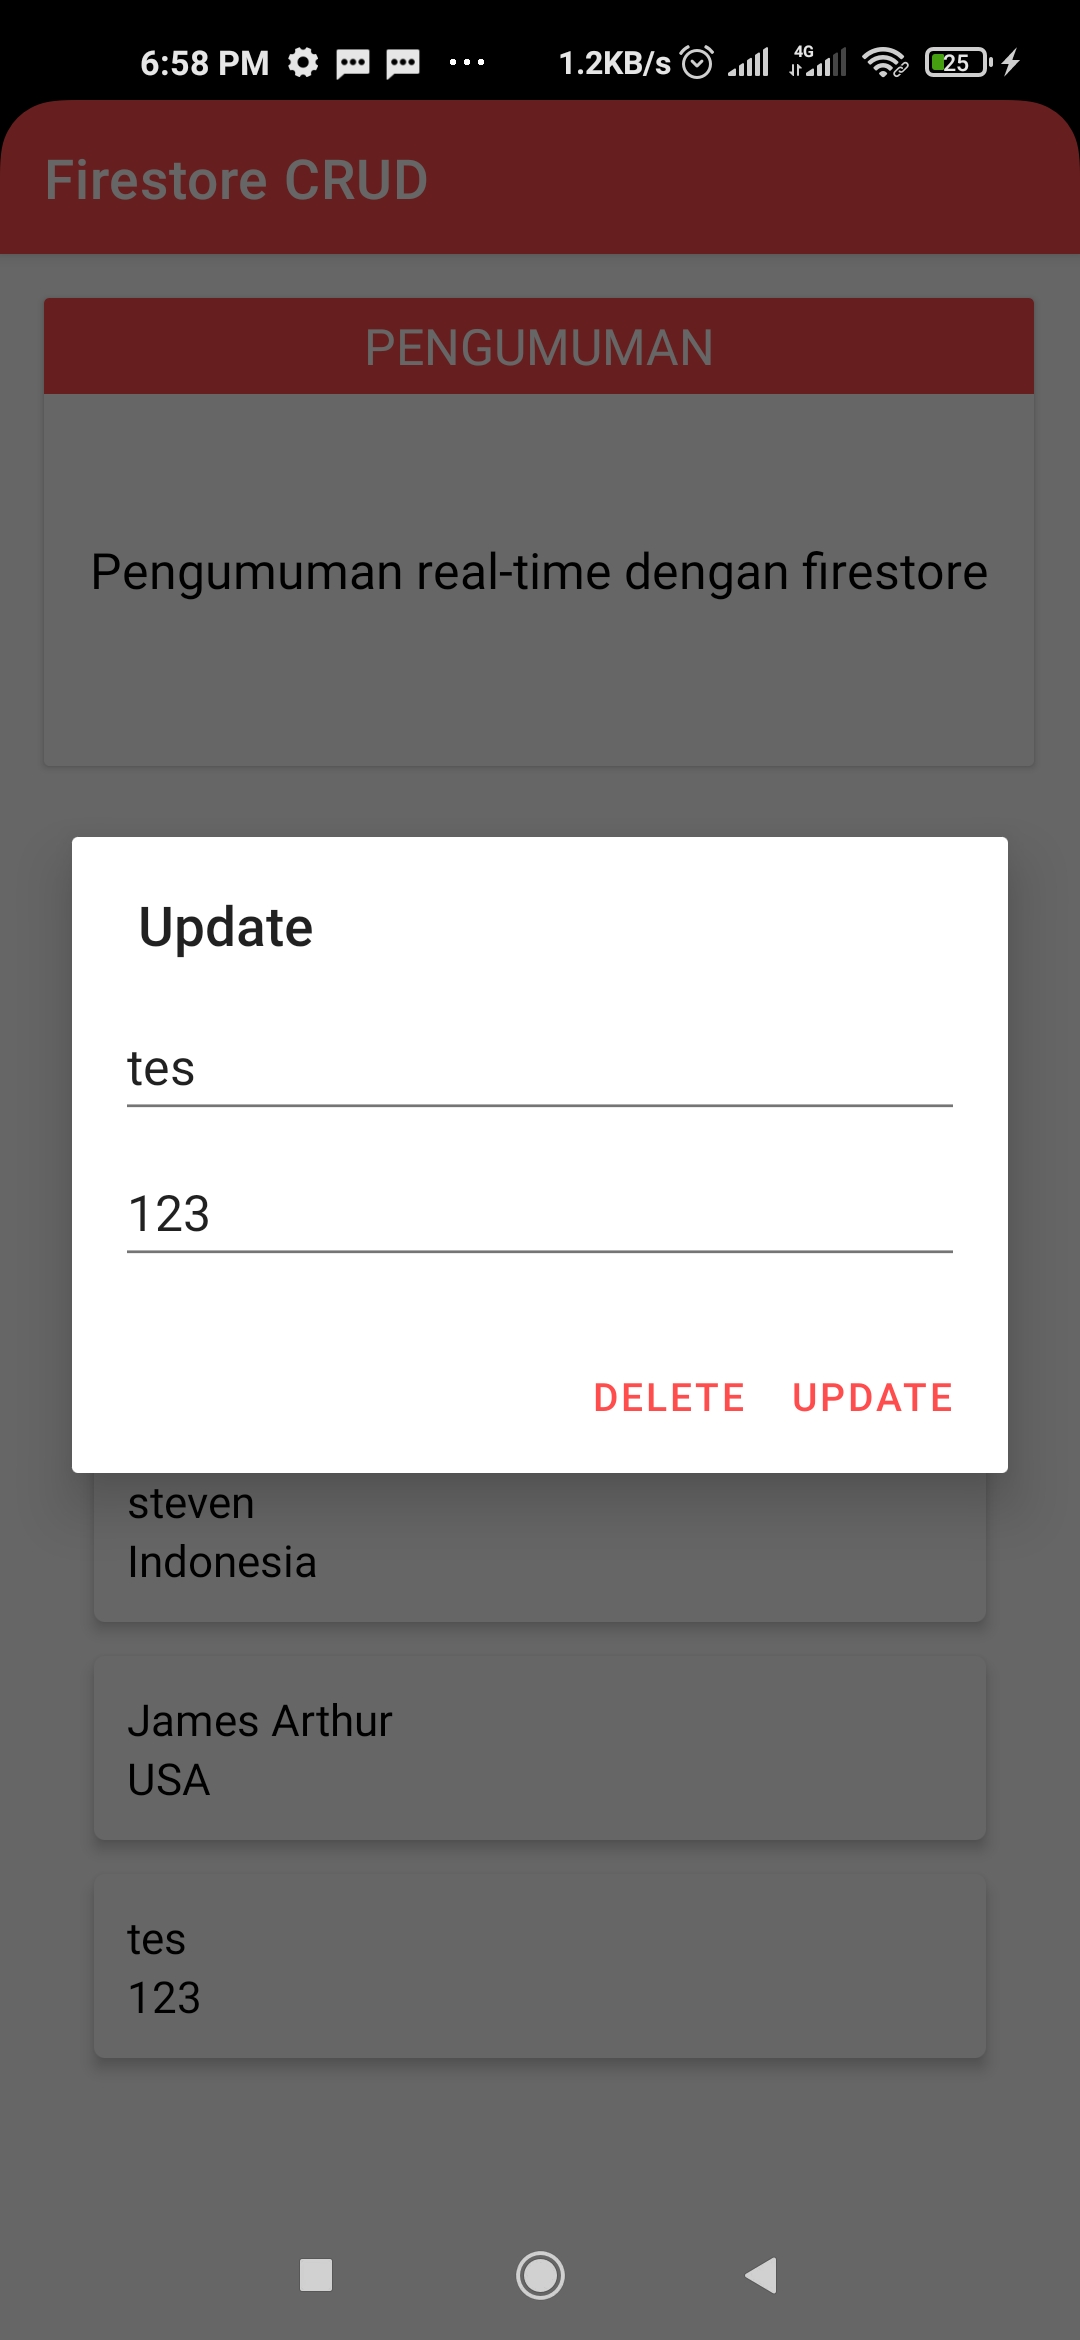 6:58 PM 1.2KB/s 4G 25
Firestore CRUD
PENGUMUMAN
Pengumuman real-time dengan firestore
Update
tes
123
DELETE UPDATE
steven
Indonesia
James Arthur
USA
tes
123